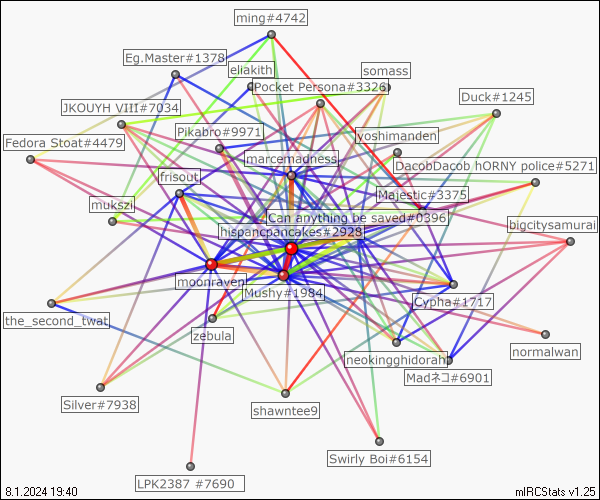 ming#4742
Eg.Master#1378
eliakith
somass
Pocket Persona#3326
Duck#1245
JKOUYH VIII#7034
Pikabro#9971
yoshimanden
Fedora Stoat#4479
marcemadness
DacobDacob hORNY police#5271
frisout
Majestic#3375
mukszii
Can anything be saved#0396
bigcitysamurai
hispancpancakes#2928
moonraven
Mushy#1984
Cypha#1717
the_second_twat
zebula
normalwan
neokingghidorah
Madネコ#6901
Silver#7938
shawntee9
Swirly Boi#6154
LPK2387 #7690
8.1.2024 19:40
mIRCStats v1.25